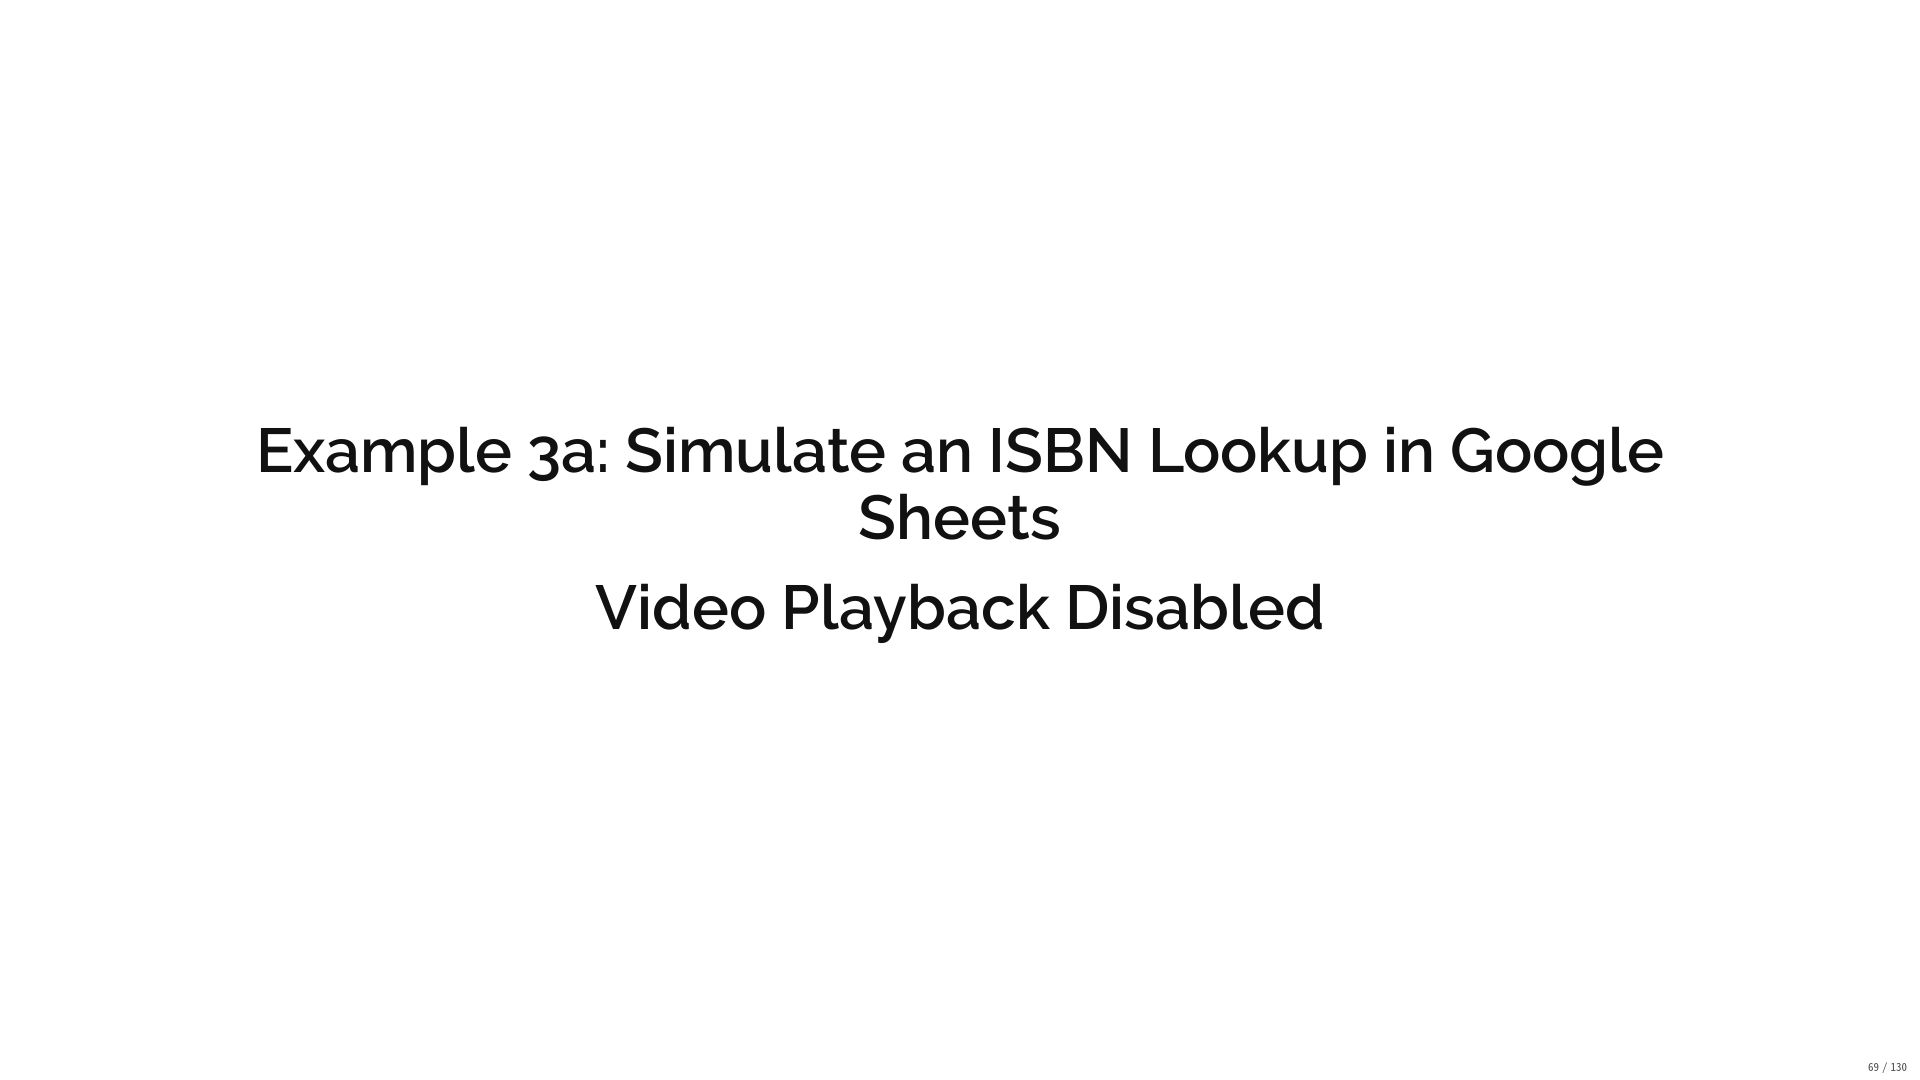 Example 3a: Simulate an ISBN Lookup in Google
Sheets
Video Playback Disabled
69 / 130